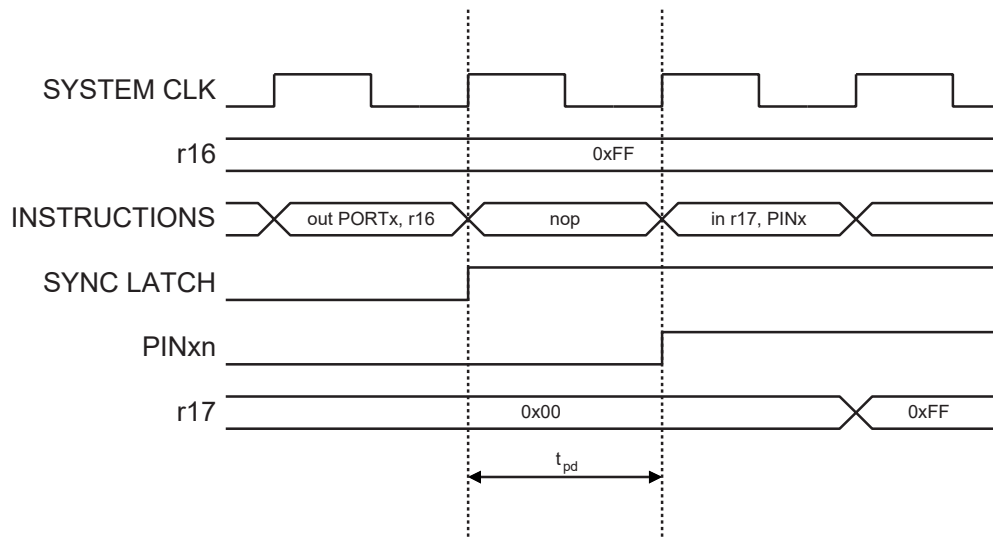 SYSTEM CLK
r16
0xFF
INSTRUCTIONS
out PORTx, r16
nop
in r17, PINx
SYNC LATCH
PINxn
r17
0x00
0xFF
tpd